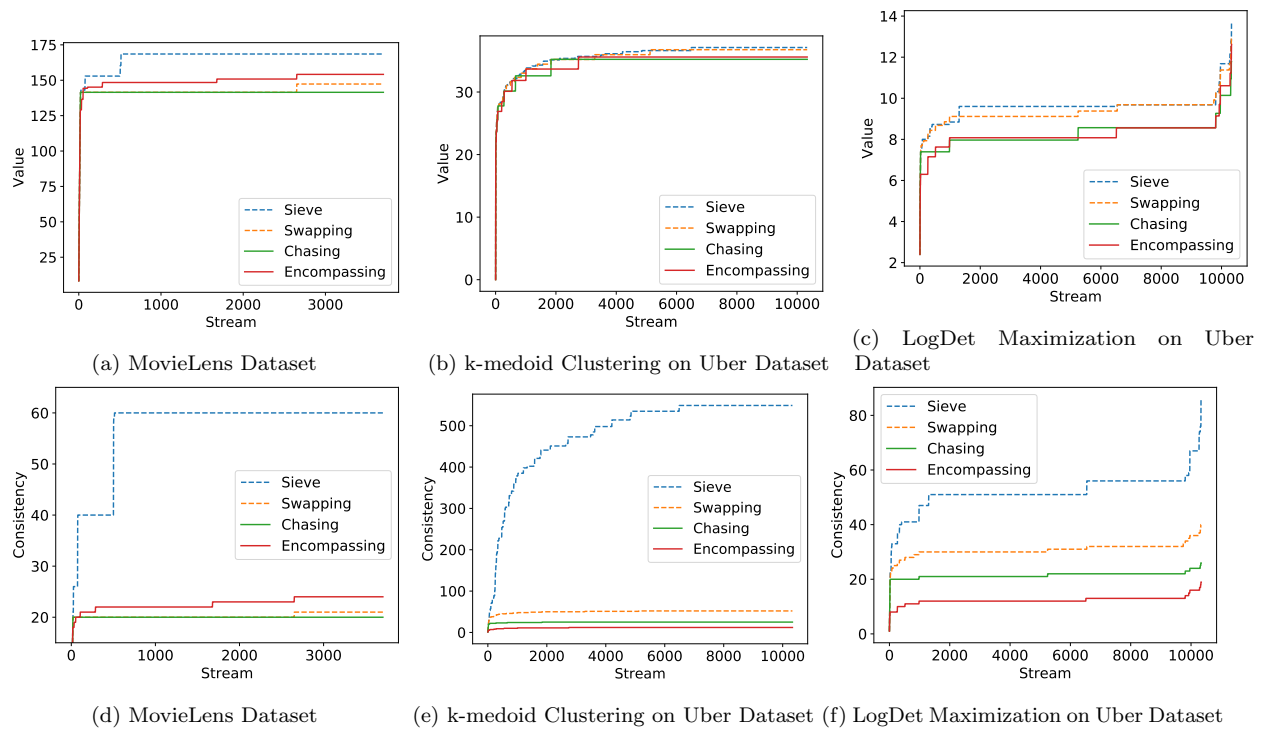 175
150
125
100
75
50
25
Value
1000
2000
3000
0
Stream
Sieve
Swapping
Chasing
Encompassing
(a) MovieLens Dataset
30
20
10
0
Value
0
2000
4000
6000
8000
10000
Stream
Sieve
Swapping
Chasing
Encompassing
(b) k-medoid Clustering on Uber Dataset
14
12
10
8
6
4
2
Value
0
2000
4000
6000
8000
10000
Stream
Sieve
Swapping
Chasing
Encompassing
(c) LogDet Maximization on Uber
Dataset
60
50
40
30
20
Consistency
0
1000
2000
3000
Stream
Sieve
Swapping
Chasing
Encompassing
(d) MovieLens Dataset
500
400
300
200
100
0
Consistency
0
2000
4000
6000
8000
10000
Stream
Sieve
Swapping
Chasing
Encompassing
(e) k-medoid Clustering on Uber Dataset
80
60
40
20
0
Consistency
0
2000
4000
6000
8000
10000
Stream
Sieve
Swapping
Chasing
Encompassing
(f) LogDet Maximization on Uber Dataset